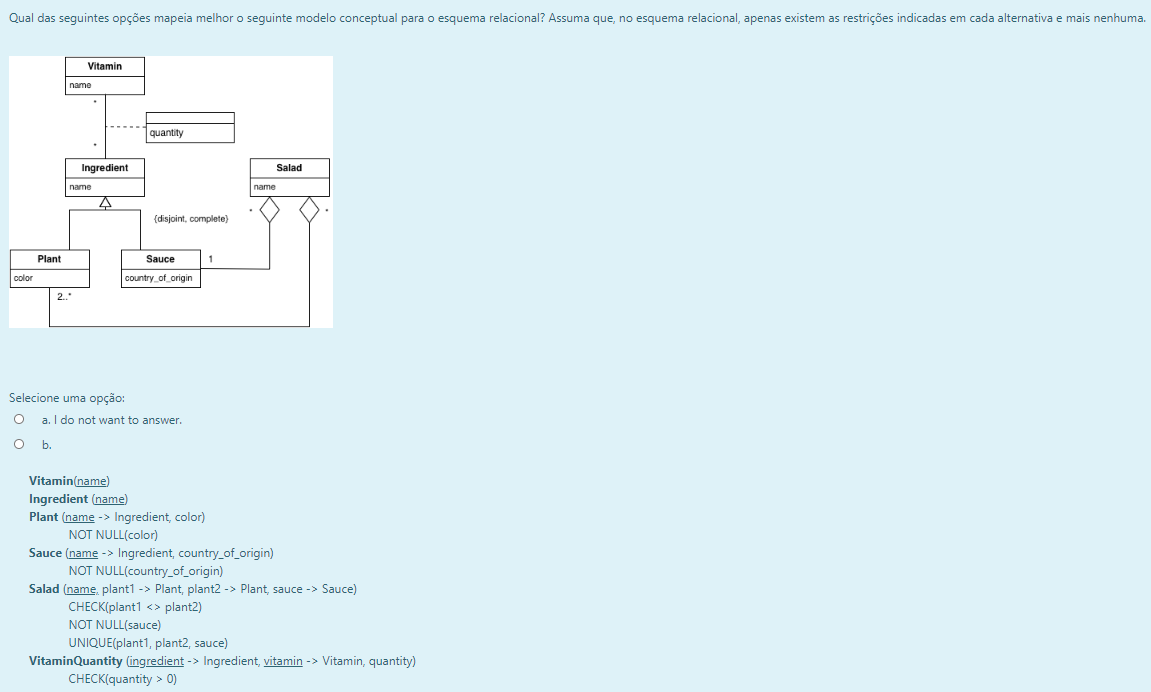 Qual das seguintes opções mapeia melhor o seguinte modelo conceptual para o esquema relacional? Assuma que, no esquema relacional, apenas existem as restrições indicadas em cada alternativa e mais nenhuma.
Vitamin
name
*
quantity
*
Ingredient
name
Salad
name
{disjoint, complete}
*
*
Plant
color
Sauce
country_of_origin
1
2..*
Selecione uma opção:
a. I do not want to answer.
b.
Vitamin(name)
Ingredient (name)
Plant (name -> Ingredient, color)
NOT NULL(color)
Sauce (name -> Ingredient, country_of_origin)
NOT NULL(country_of_origin)
Salad (name, plant1 -> Plant, plant2 -> Plant, sauce -> Sauce)
CHECK(plant1 <> plant2)
NOT NULL(sauce)
UNIQUE(plant1, plant2, sauce)
VitaminQuantity (ingredient -> Ingredient, vitamin -> Vitamin, quantity)
CHECK(quantity > 0)